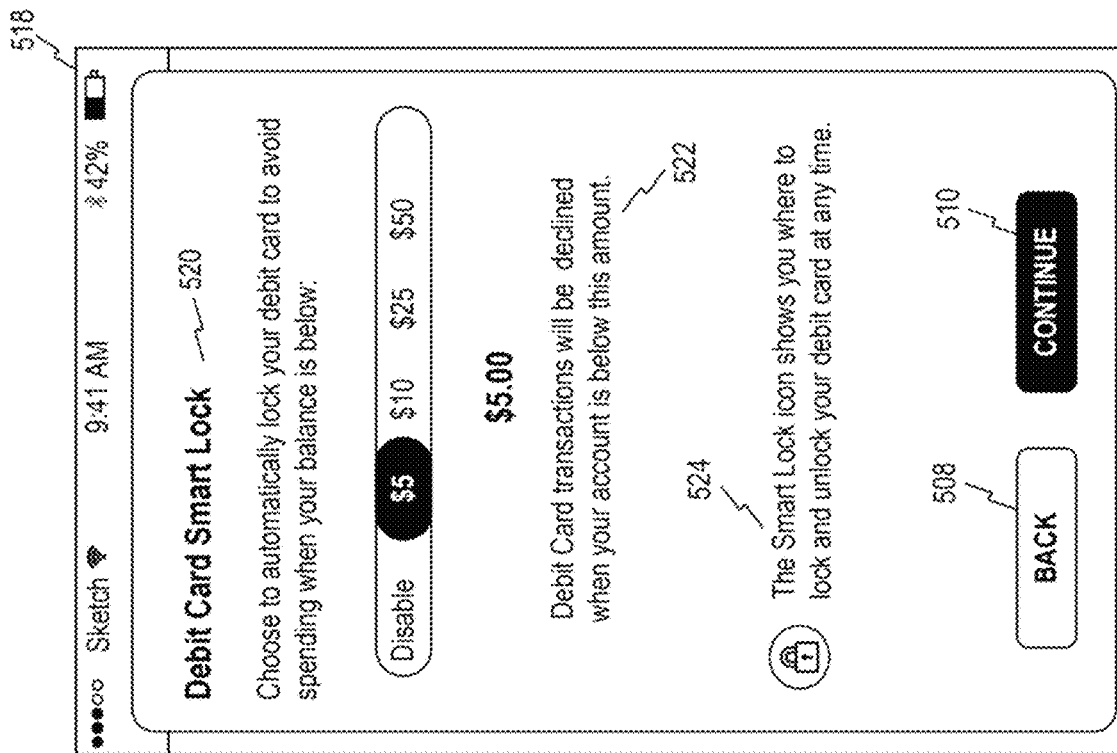 518
●●●○○ Sketch 9:41 AM 42%
Debit Card Smart Lock 520
Choose to automatically lock your debit card to avoid
spending when your balance is below:
Disable $5 $10 $25 $50
$5.00
Debit Card transactions will be declined
when your account is below this amount.
522
524
The Smart Lock icon shows you where to
lock and unlock your debit card at any time.
508 510
BACK CONTINUE